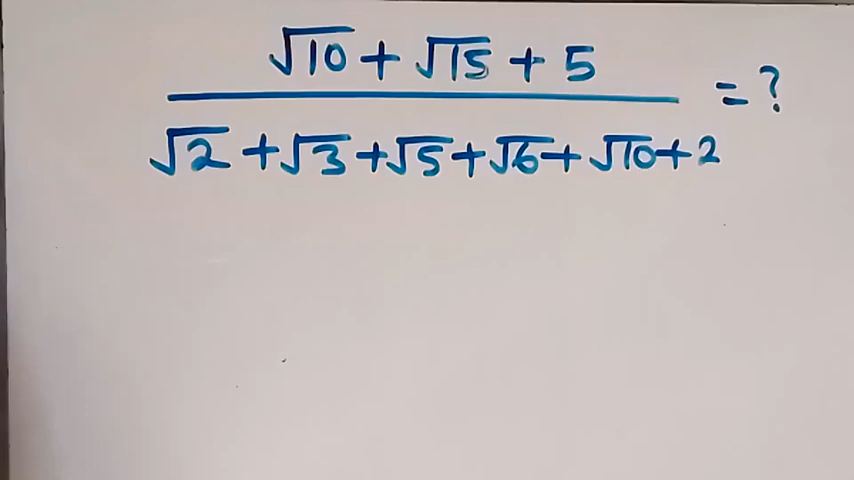 √10 + √15 + 5
= ?
√2 + √3 + √5 + √6 + √10 + 2